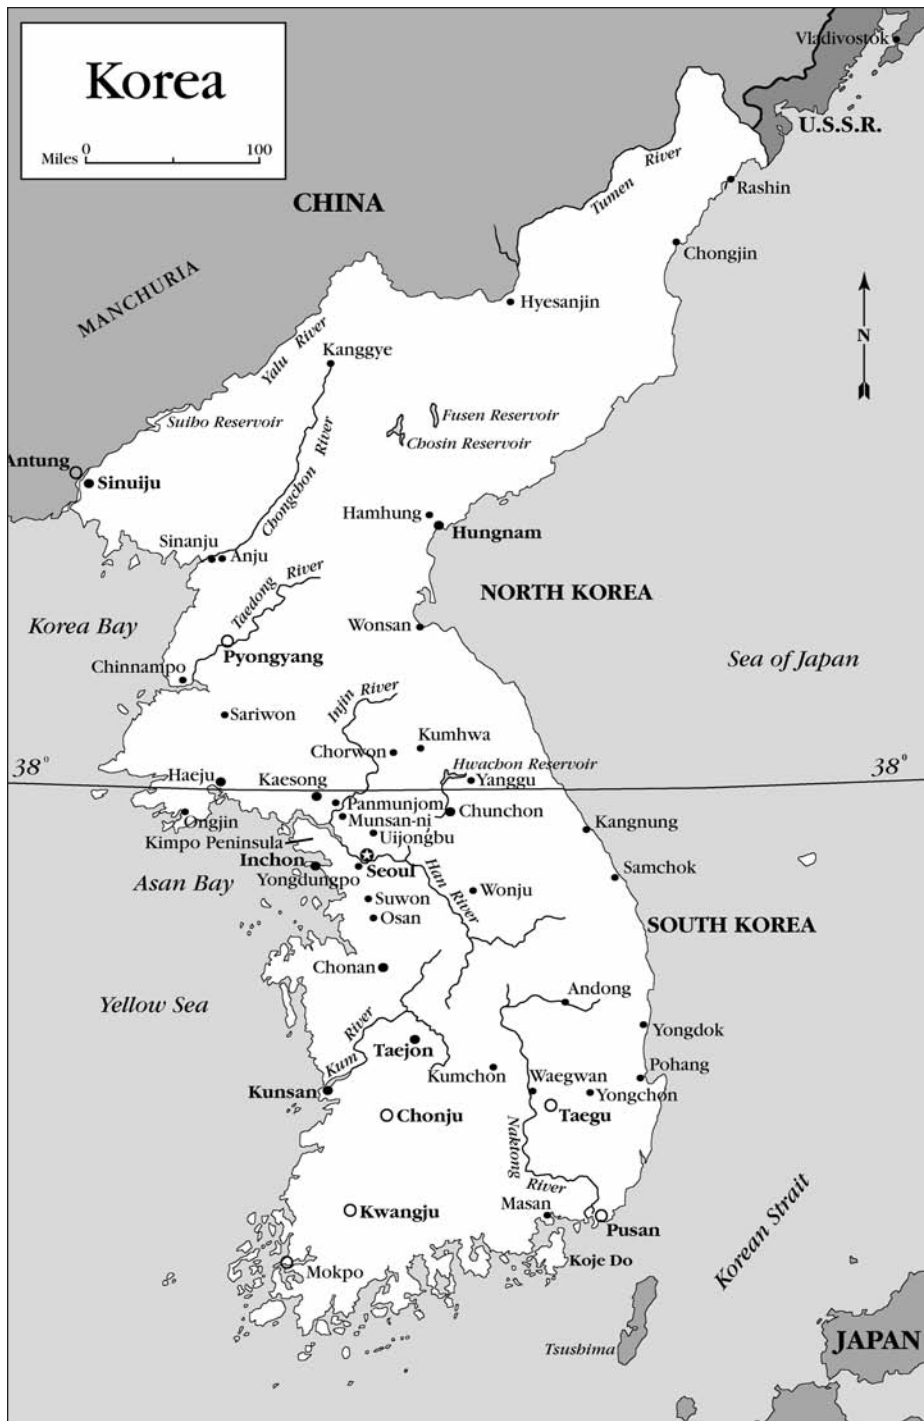 Vladivostok
Korea
U.S.S.R.
Miles 0 100
Tumen River
Rashin
CHINA
Chongjin
MANCHURIA
Hyesanjin
N
Yalu River
Kanggye
Suiho Reservoir
Fusen Reservoir
Chosin Reservoir
Chongchon River
Antung
Sinuiju
Hamhung
Hungnam
Sinanju
Anju
Taedong River
NORTH KOREA
Korea Bay
Wonsan
Pyongyang
Sea of Japan
Chinnampo
Injin River
Sariwon
Kumhwa
Chorwon
Hwachon Reservoir
38°
38°
Haeju
Kaesong
Yanggu
Panmunjom
Chunchon
Ongjin
Munsan-ni
Kangnung
Kimpo Peninsula
Uijongbu
Inchon
Seoul
Asan Bay
Yongdungpo
Han River
Samchok
Suwon
Wonju
Osan
SOUTH KOREA
Chonan
Andong
Yellow Sea
Kum River
Yongdok
Taejon
Kumchon
Waegwan
Pohang
Kunsan
Yongchon
Chonju
Taegu
Naktong River
Kwangju
Masan
Pusan
Korean Strait
Mokpo
Koje Do
Tsushima
JAPAN